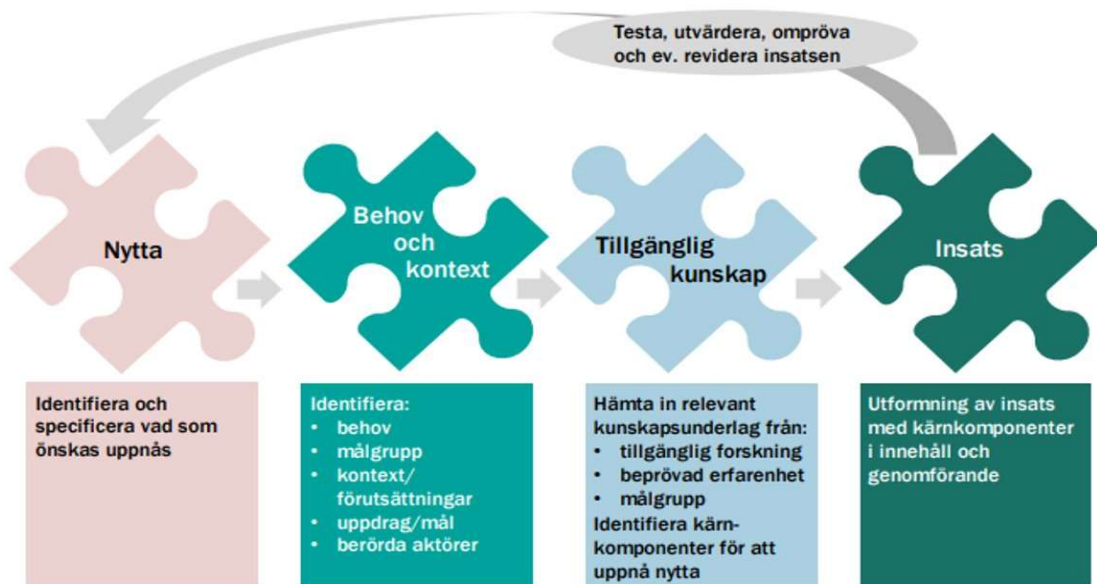 Testa, utvärdera, ompröva
och ev. revidera insatsen
Nytta
Behov
och
kontext
Tillgänglig
kunskap
Insats
Identifiera och
specificera vad som
önskas uppnås
Identifiera:
• behov
• målgrupp
• kontext/
förutsättningar
• uppdrag/mål
• berörda aktörer
Hämta in relevant
kunskapsunderlag från:
• tillgänglig forskning
• beprövad erfarenhet
• målgrupp
Identifiera kärn-
komponenter för att
uppnå nytta
Utformning av insats
med kärnkomponenter
i innehåll och
genomförande